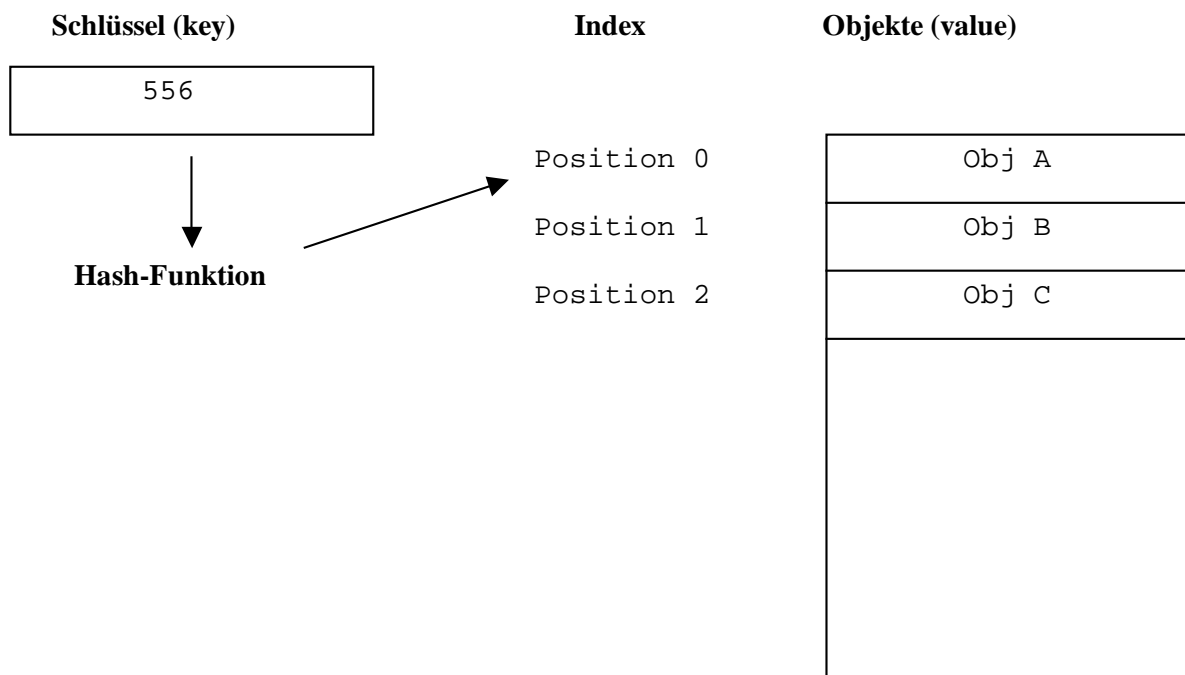 Schlüssel (key) Index Objekte (value)
556
Position 0 Obj A
Position 1 Obj B
Hash-Funktion
Position 2 Obj C